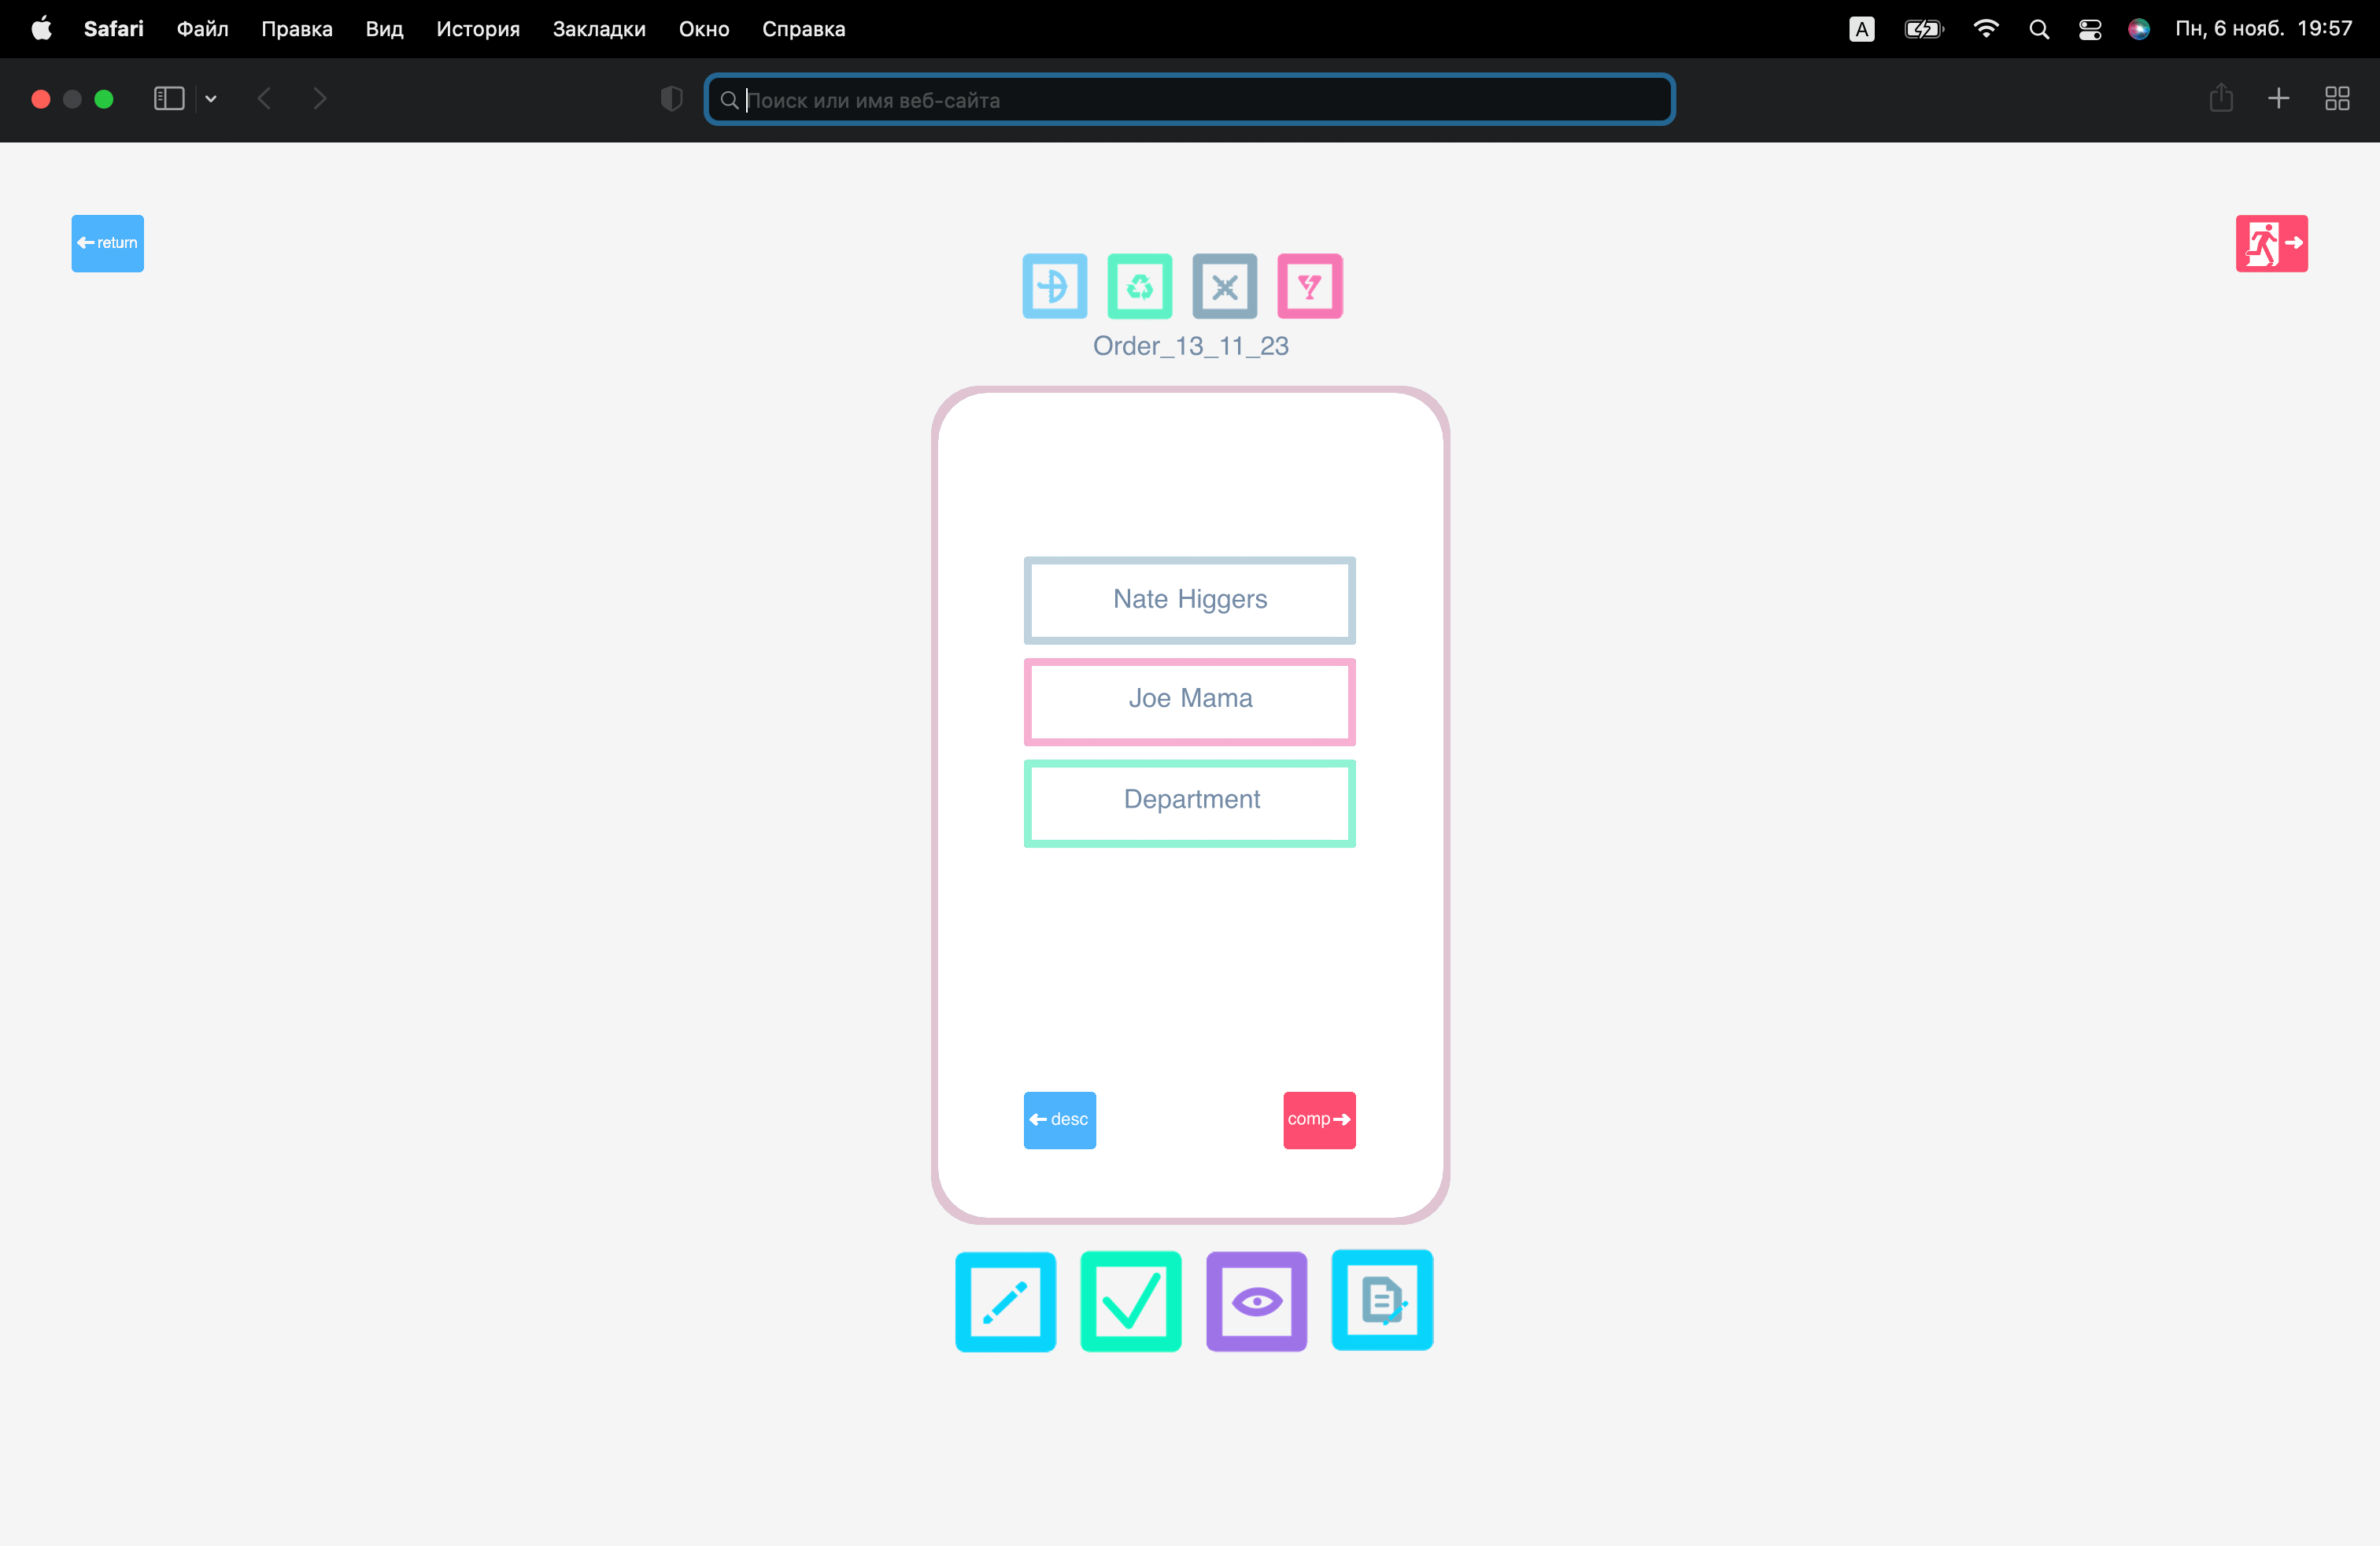 Safari Файл Правка Вид История Закладки Окно Справка A Пн, 6 нояб. 19:57
Поиск или имя веб-сайта
return
Order_13_11_23
Nate Higgers
Joe Mama
Department
desc comp